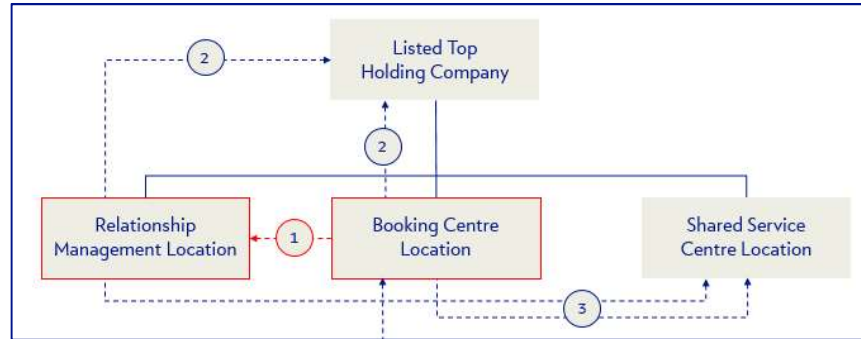 Listed Top
Holding Company
2
2
Relationship
Management Location
1
Booking Centre
Location
Shared Service
Centre Location
3